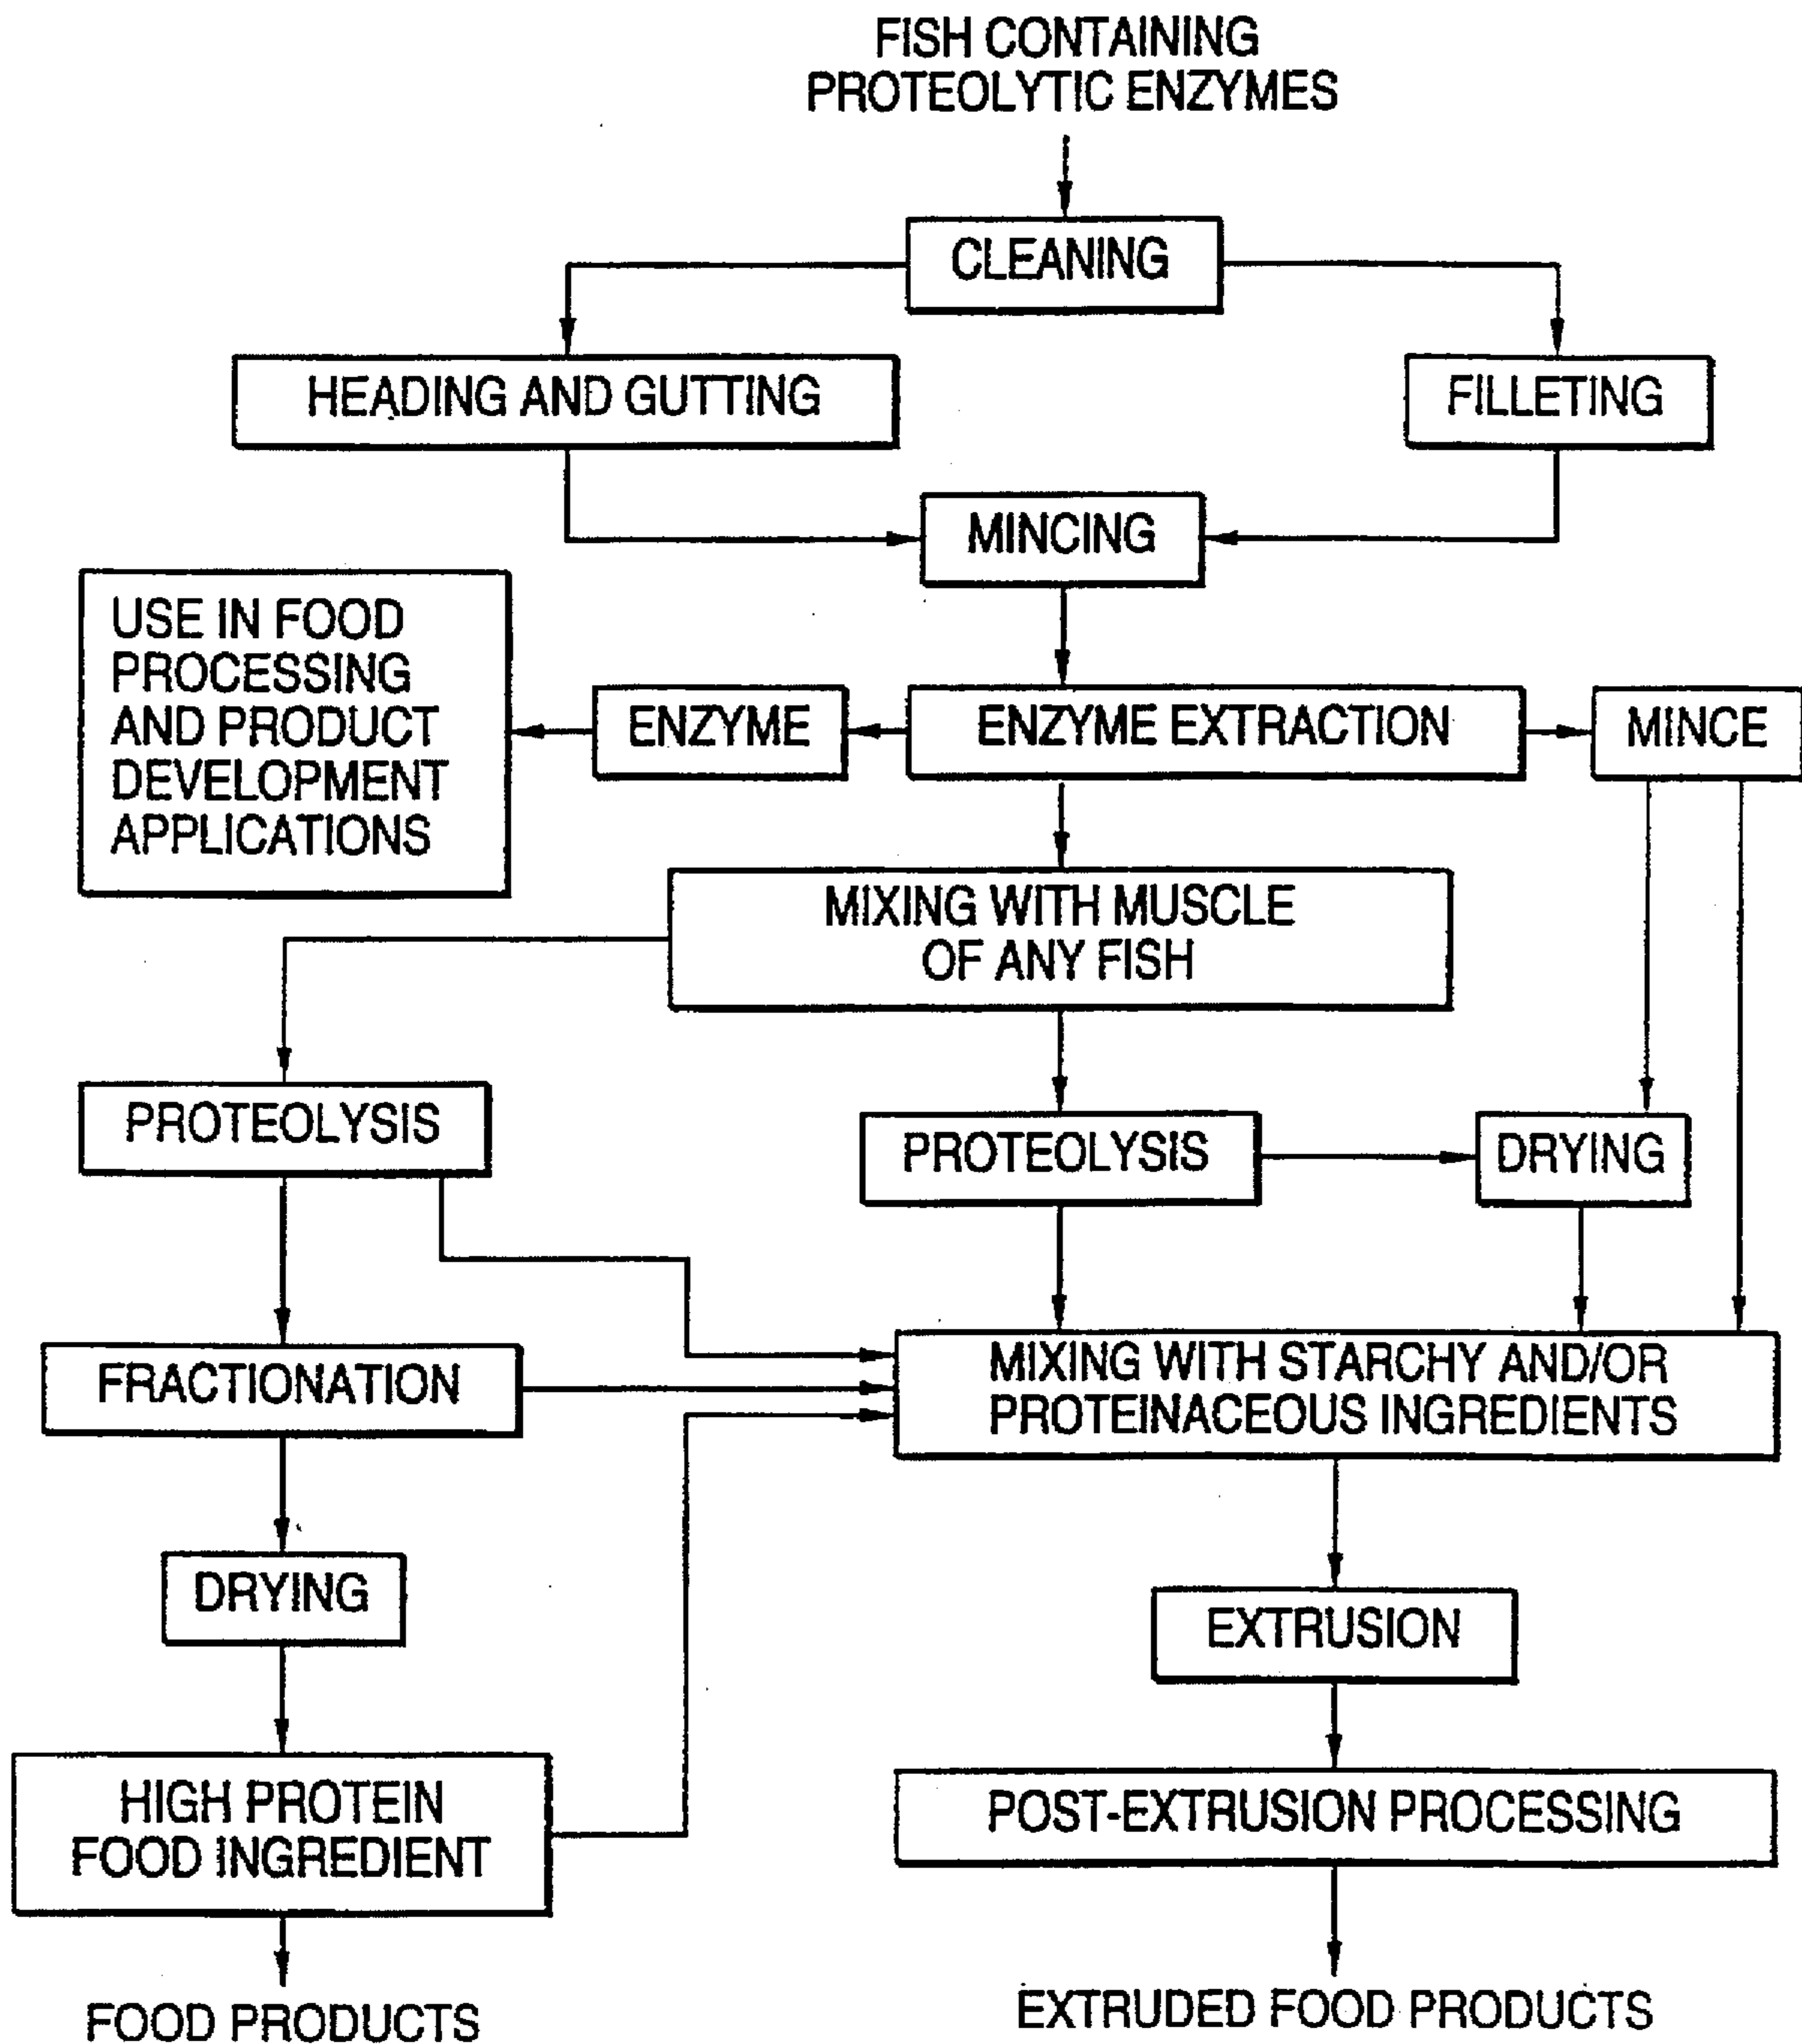 FISH CONTAINING
PROTEOLYTIC ENZYMES
CLEANING
HEADING AND GUTTING
FILLETING
MINCING
USE IN FOOD
PROCESSING
AND PRODUCT
DEVELOPMENT
APPLICATIONS
ENZYME
ENZYME EXTRACTION
MINCE
MIXING WITH MUSCLE
OF ANY FISH
PROTEOLYSIS
PROTEOLYSIS
DRYING
FRACTIONATION
MIXING WITH STARCHY AND/OR
PROTEINACEOUS INGREDIENTS
DRYING
EXTRUSION
HIGH PROTEIN
FOOD INGREDIENT
POST-EXTRUSION PROCESSING
FOOD PRODUCTS
EXTRUDED FOOD PRODUCTS